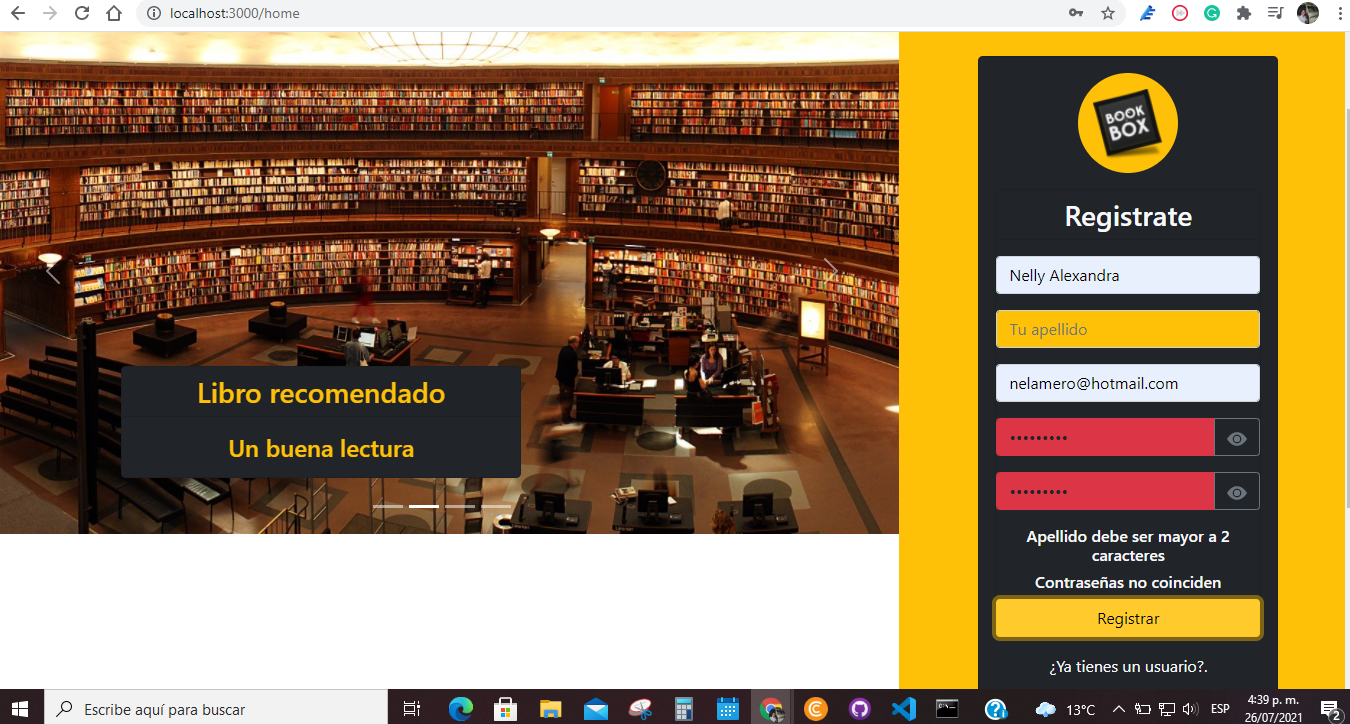 localhost:3000/home
BOOK
BOX
Registrate
Nelly Alexandra
Tu apellido
nelamero@hotmail.com
•••••••••
•••••••••
Apellido debe ser mayor a 2
caracteres
Contraseñas no coinciden
Registrar
¿Ya tienes un usuario?.
Libro recomendado
Un buena lectura
Escribe aquí para buscar
13°C
ESP
4:39 p. m.
26/07/2021
2